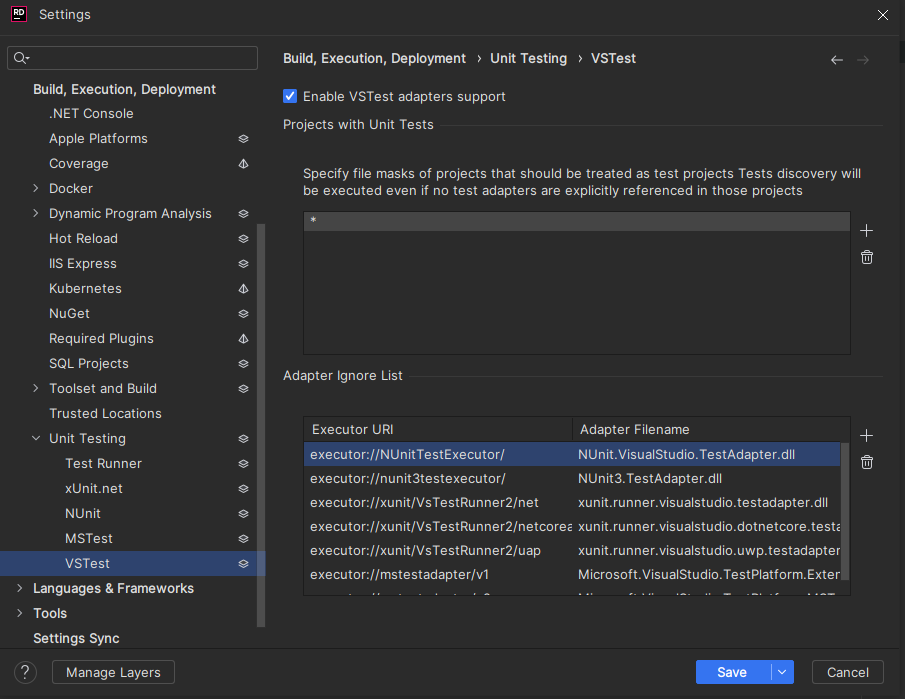 RD Settings
Build, Execution, Deployment › Unit Testing › VSTest
Build, Execution, Deployment
.NET Console
Apple Platforms
Coverage
Docker
Dynamic Program Analysis
Hot Reload
IIS Express
Kubernetes
NuGet
Required Plugins
SQL Projects
Toolset and Build
Trusted Locations
Unit Testing
Test Runner
xUnit.net
NUnit
MSTest
VSTest
Languages & Frameworks
Tools
Settings Sync
Enable VSTest adapters support
Projects with Unit Tests
Specify file masks of projects that should be treated as test projects Tests discovery will
be executed even if no test adapters are explicitly referenced in those projects
*
Adapter Ignore List
Executor URI Adapter Filename
executor://NUnitTestExecutor/ NUnit.VisualStudio.TestAdapter.dll
executor://nunit3testexecutor/ NUnit3.TestAdapter.dll
executor://xunit/VsTestRunner2/net xunit.runner.visualstudio.testadapter.dll
executor://xunit/VsTestRunner2/netcorea xunit.runner.visualstudio.dotnetcore.testa
executor://xunit/VsTestRunner2/uap xunit.runner.visualstudio.uwp.testadapter
executor://mstestadapter/v1 Microsoft.VisualStudio.TestPlatform.Exten
? Manage Layers Save Cancel